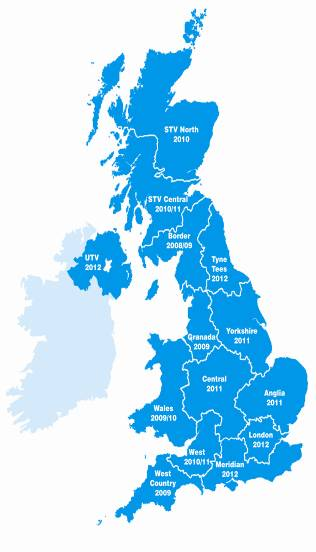 STV North
2010
STV Central
2010/11
Border
2008/09
UTV
2012
Tyne
Tees
2012
Granada
2009
Yorkshire
2011
Central
2011
Anglia
2011
Wales
2009/10
London
2012
West
2010/11
Meridian
2012
West
Country
2009